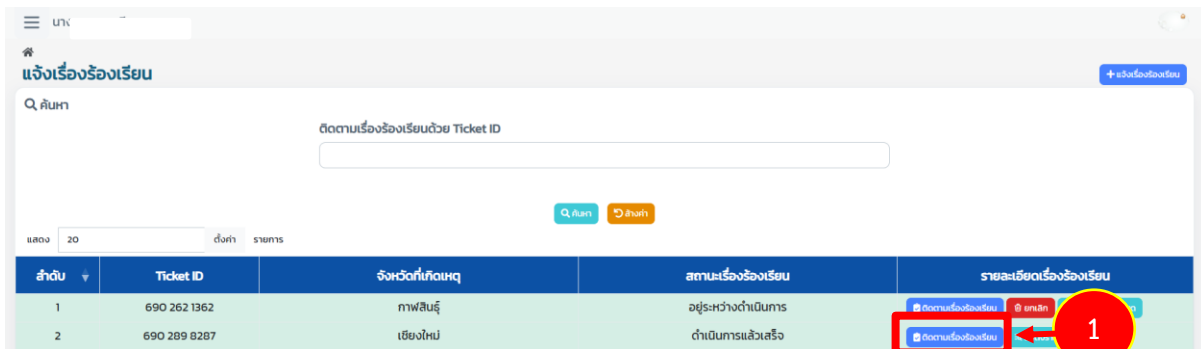 แจ้งเรื่องร้องเรียน
+ แจ้งเรื่องร้องเรียน
ค้นหา
ติดตามเรื่องร้องเรียนด้วย Ticket ID
ค้นหา ล้างค่า
แสดง 20 ตั้งค่า รายการ
ลำดับ Ticket ID จังหวัดที่เกิดเหตุ สถานะเรื่องร้องเรียน รายละเอียดเรื่องร้องเรียน
1 690 262 1362 กาฬสินธุ์ อยู่ระหว่างดำเนินการ ติดตามเรื่องร้องเรียน ยกเลิก
2 690 289 8287 เชียงใหม่ ดำเนินการแล้วเสร็จ ติดตามเรื่องร้องเรียน 1